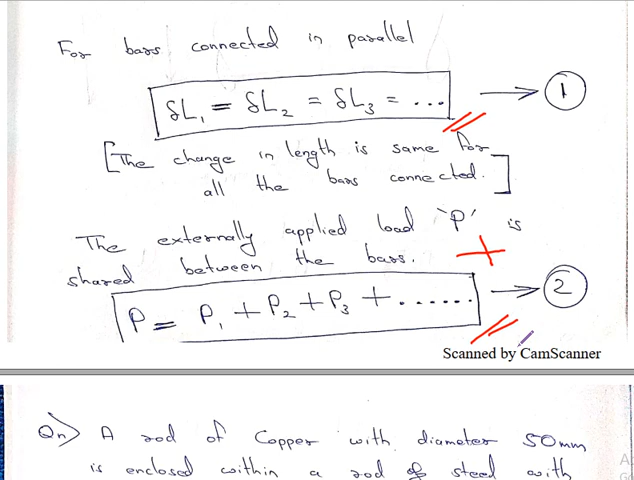 For bars connected in parallel
δL₁ = δL₂ = δL₃ = ... → ①
[The change in length is same for
all the bars connected.]
The externally applied load 'P' is
shared between the bars.
P = P₁ + P₂ + P₃ + ...... → ②
Scanned by CamScanner
Qn) A rod of Copper with diameter 50mm
is enclosed within a rod of steel with